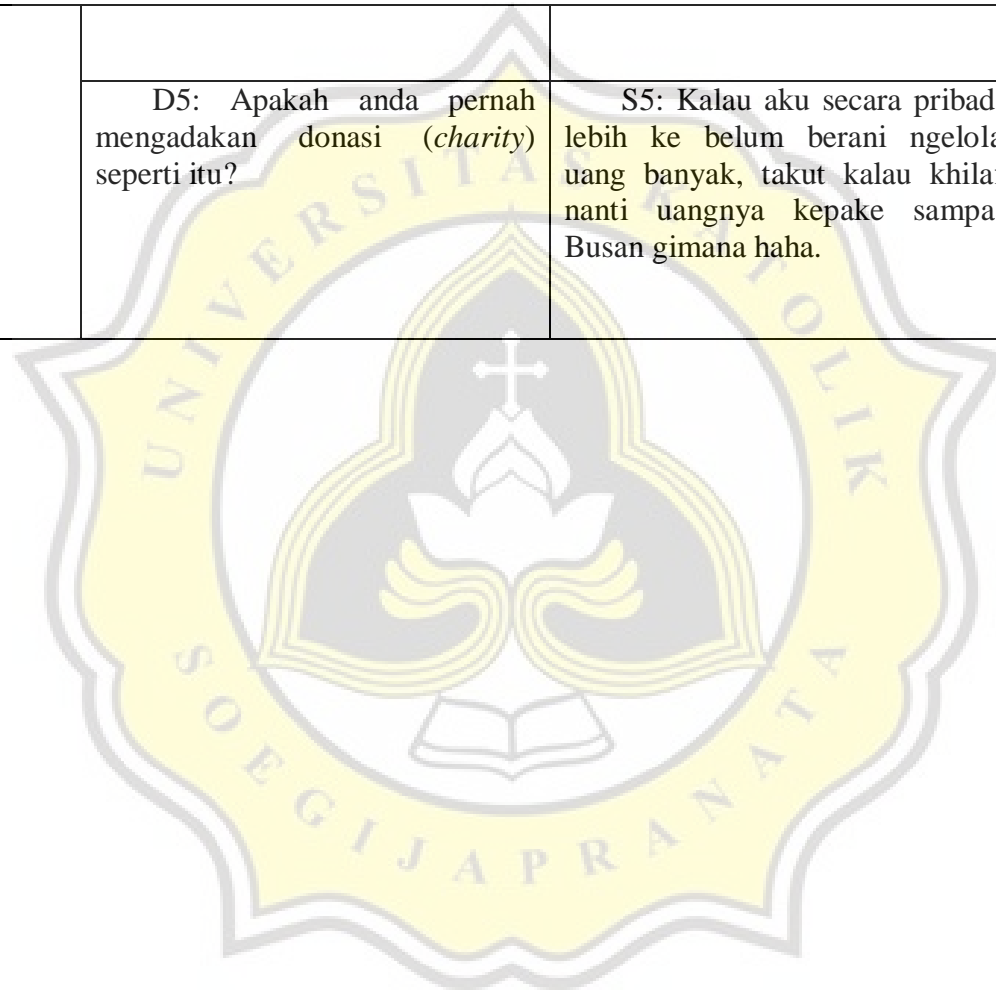 D5: Apakah anda pernah
mengadakan donasi (charity)
seperti itu?
S5: Kalau aku secara pribad
lebih ke belum berani ngelola
uang banyak, takut kalau khilaf
nanti uangnya kepake sampa
Busan gimana haha.
UNIVERSITAS KATOLIK
SOEGIJAPRANATA